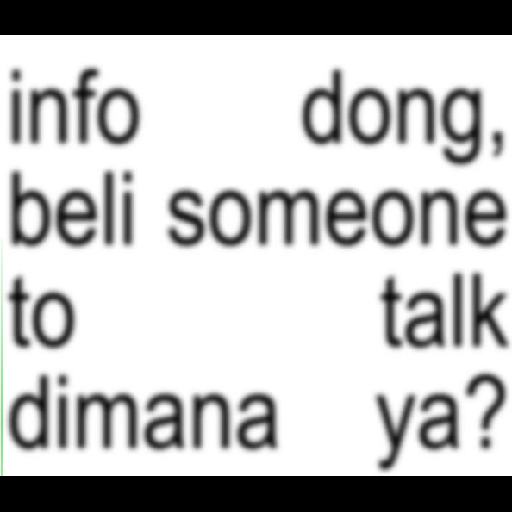 info dong,
beli someone
to talk
dimana ya?